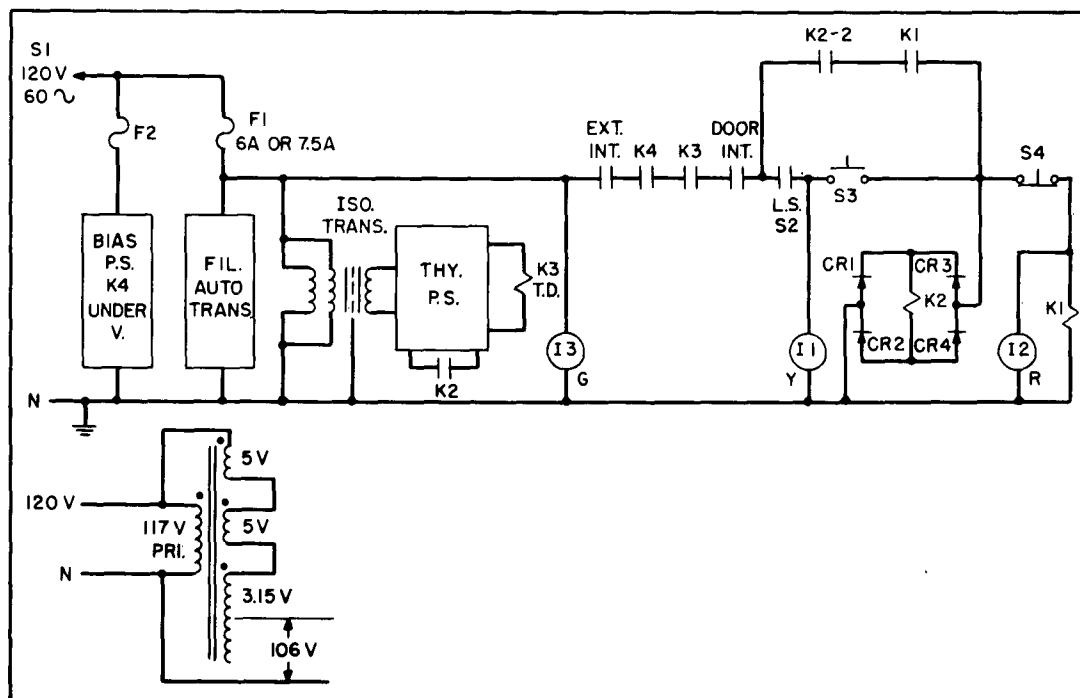 S1
120 V
60 ∿
F2
F1
6A OR 7.5A
BIAS
P.S.
K4
UNDER
V.
FIL.
AUTO
TRANS.
ISO.
TRANS.
THY.
P.S.
K3
T.D.
K2
I3
G
EXT.
INT.
K4
K3
DOOR
INT.
K2-2
K1
L.S.
S2
S3
S4
I1
Y
CR1
CR3
K2
CR2
CR4
I2
R
K1
N
120 V
N
117 V
PRI.
5 V
5 V
3.15 V
106 V